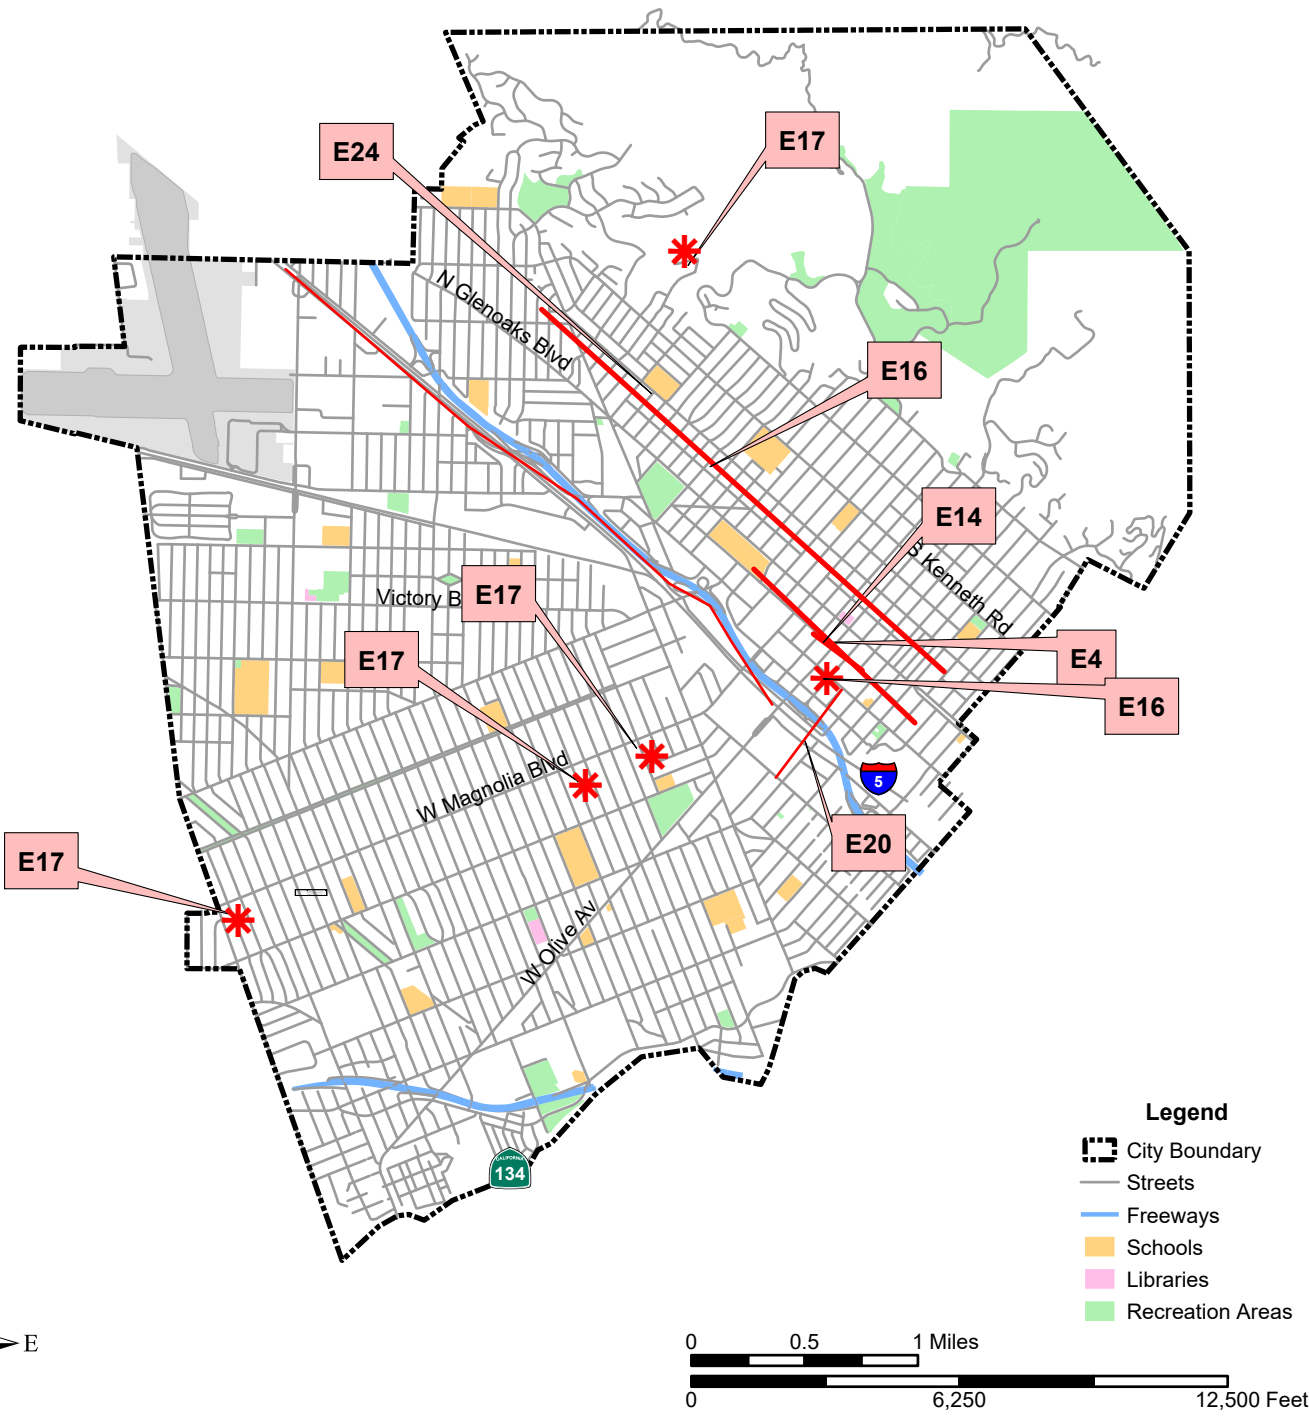 E24
E17
N Glenoaks Blvd
E16
E14
S Kenneth Rd
Victory B
E17
E17
E4
E16
W Magnolia Blvd
5
E20
E17
W Olive Av
CALIFORNIA
134
Legend
City Boundary
Streets
Freeways
Schools
Libraries
Recreation Areas
E
0 0.5 1 Miles
0 6,250 12,500 Feet